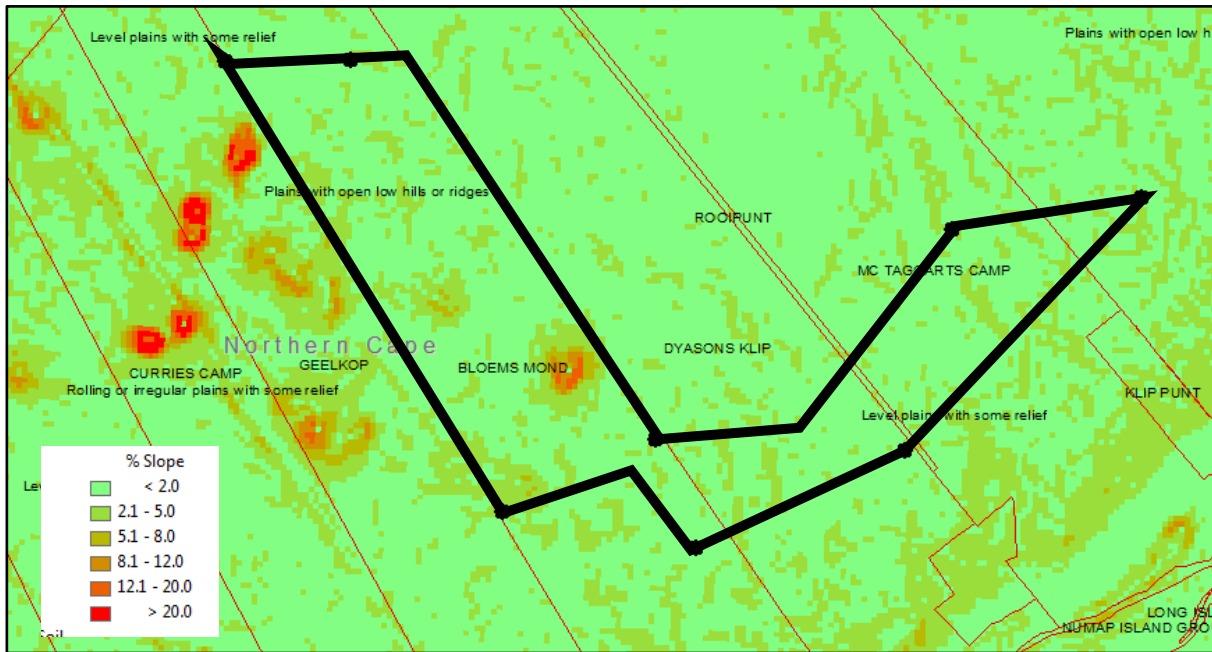 Level plains with some relief
Plains with open low h
Plains with open low hills or ridges
ROOIPUNT
MC TAGGARTS CAMP
Northern Cape
DYASONS KLIP
GEELKOP
BLOEMS MOND
CURRIES CAMP
Rolling or irregular plains with some relief
KLIP PUNT
Level plains with some relief
% Slope
< 2.0
2.1 - 5.0
5.1 - 8.0
8.1 - 12.0
12.1 - 20.0
> 20.0
LONG ISL
NUMAP ISLAND GRO